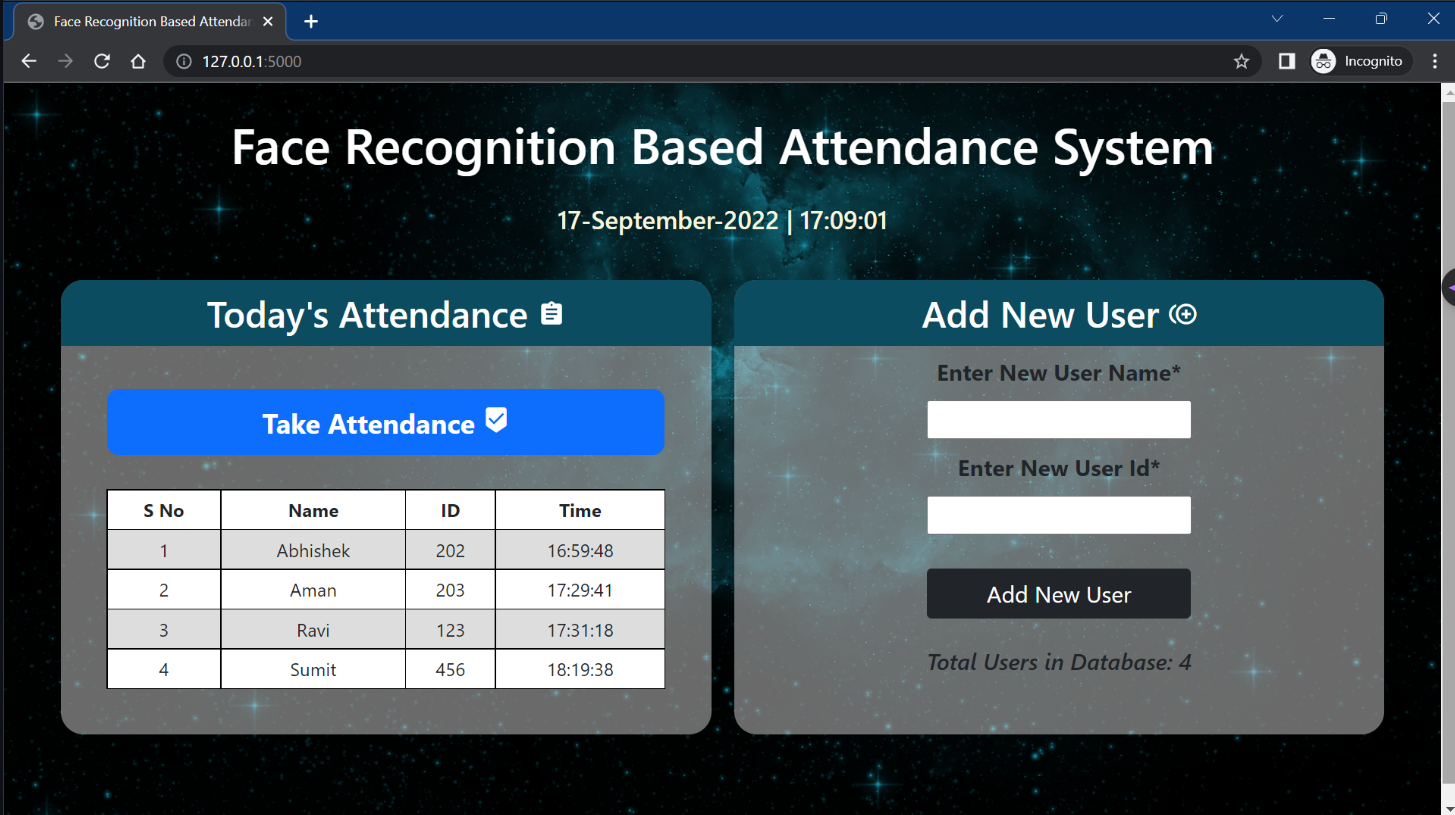 Face Recognition Based Attendan
127.0.0.1:5000
Incognito
Face Recognition Based Attendance System
17-September-2022 | 17:09:01
Today's Attendance
Take Attendance
S No Name ID Time
1 Abhishek 202 16:59:48
2 Aman 203 17:29:41
3 Ravi 123 17:31:18
4 Sumit 456 18:19:38
Add New User
Enter New User Name*
Enter New User Id*
Add New User
Total Users in Database: 4